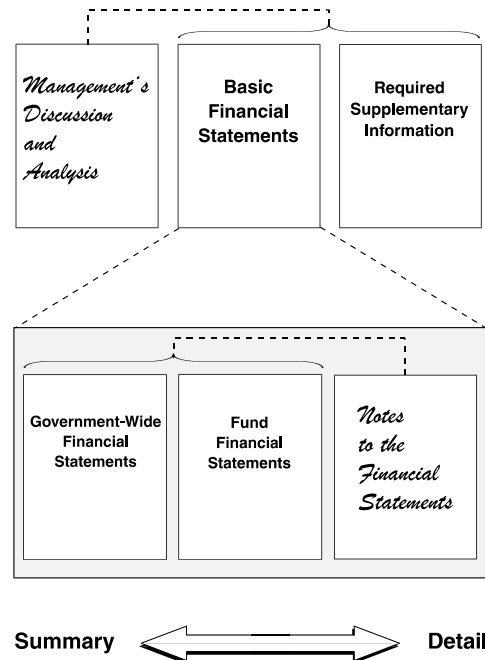 Management's
Discussion
and
Analysis
Basic
Financial
Statements
Required
Supplementary
Information
Government-Wide
Financial
Statements
Fund
Financial
Statements
Notes
to the
Financial
Statements
Summary
Detail